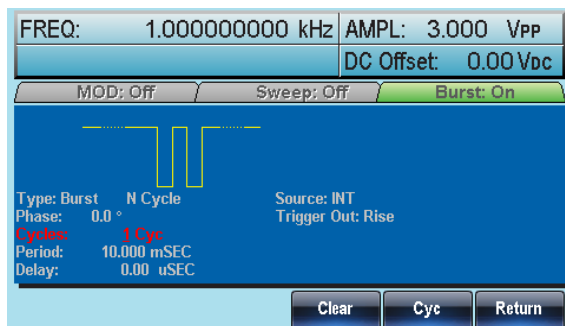 FREQ: 1.000000000 kHz AMPL: 3.000 VPP
DC Offset: 0.00 VDC
MOD: Off Sweep: Off Burst: On
Type: Burst N Cycle Source: INT
Phase: 0.0 ° Trigger Out: Rise
Cycles: 1 Cyc
Period: 10.000 mSEC
Delay: 0.00 uSEC
Clear Cyc Return